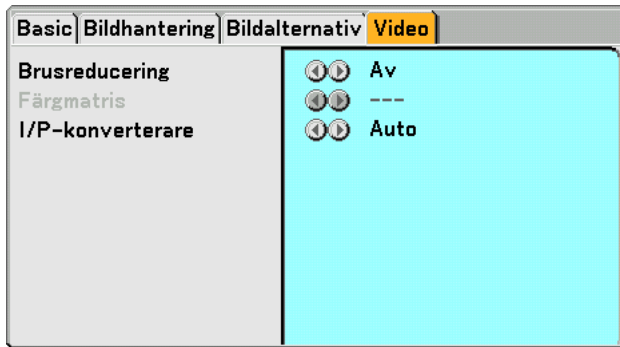 Basic Bildhantering Bildalternativ Video
Brusreducering Av
Färgmatris ---
I/P-konverterare Auto